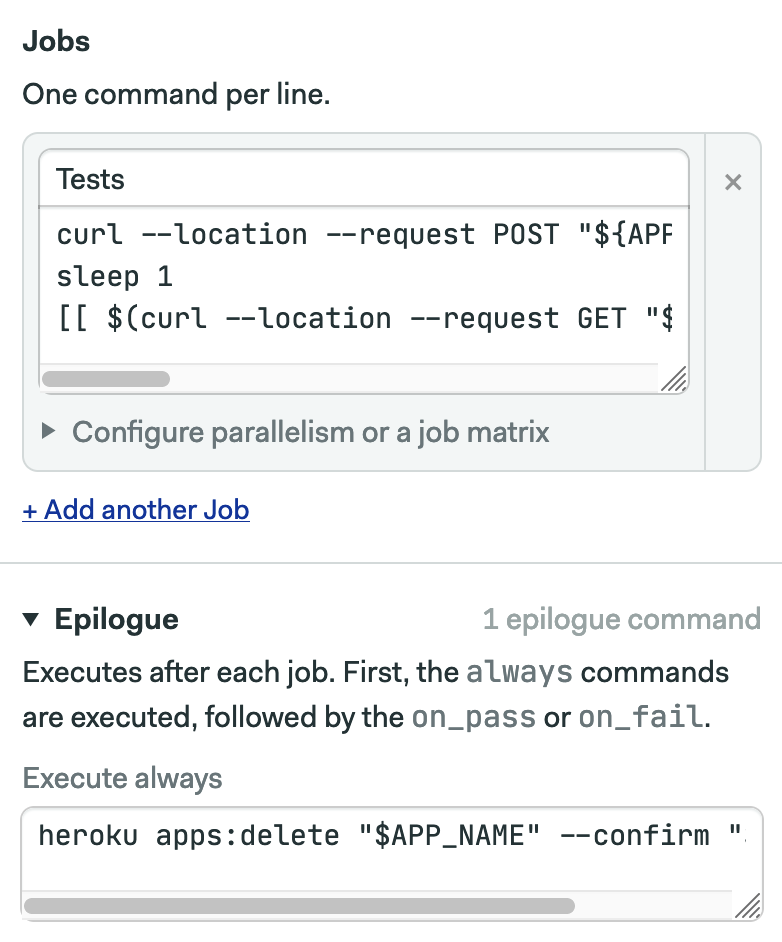 Jobs
One command per line.
Tests
curl --location --request POST "${APP
sleep 1
[[ $(curl --location --request GET "$
Configure parallelism or a job matrix
+ Add another Job
Epilogue 1 epilogue command
Executes after each job. First, the always commands
are executed, followed by the on_pass or on_fail.
Execute always
heroku apps:delete "$APP_NAME" --confirm "